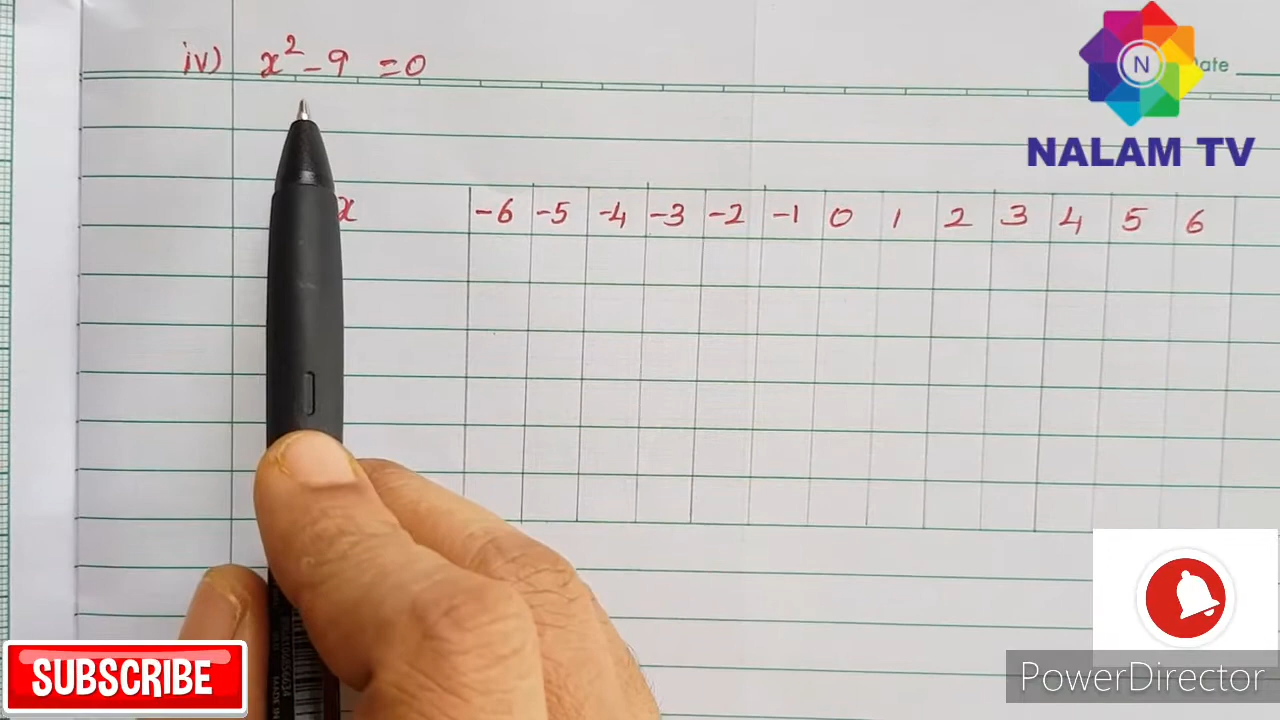 iv) x² - 9 = 0
Date
N
NALAM TV
x -6 -5 -4 -3 -2 -1 0 1 2 3 4 5 6
SUBSCRIBE
PowerDirector